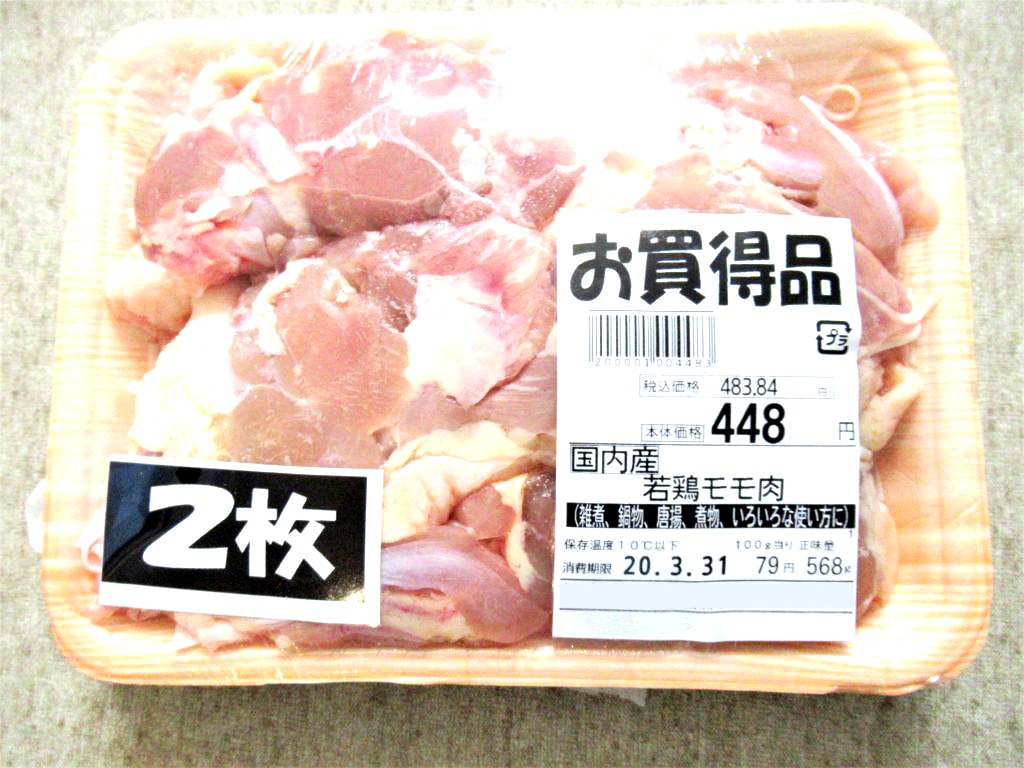 お買得品
プラ
200001004483
税込価格 483.84 円
本体価格 448 円
国内産
若鶏モモ肉
(雑煮、鍋物、唐揚、煮物、いろいろな使い方に)
保存温度10℃以下 100g当り 正味量
消費期限 20.3.31 79円 568g
2枚